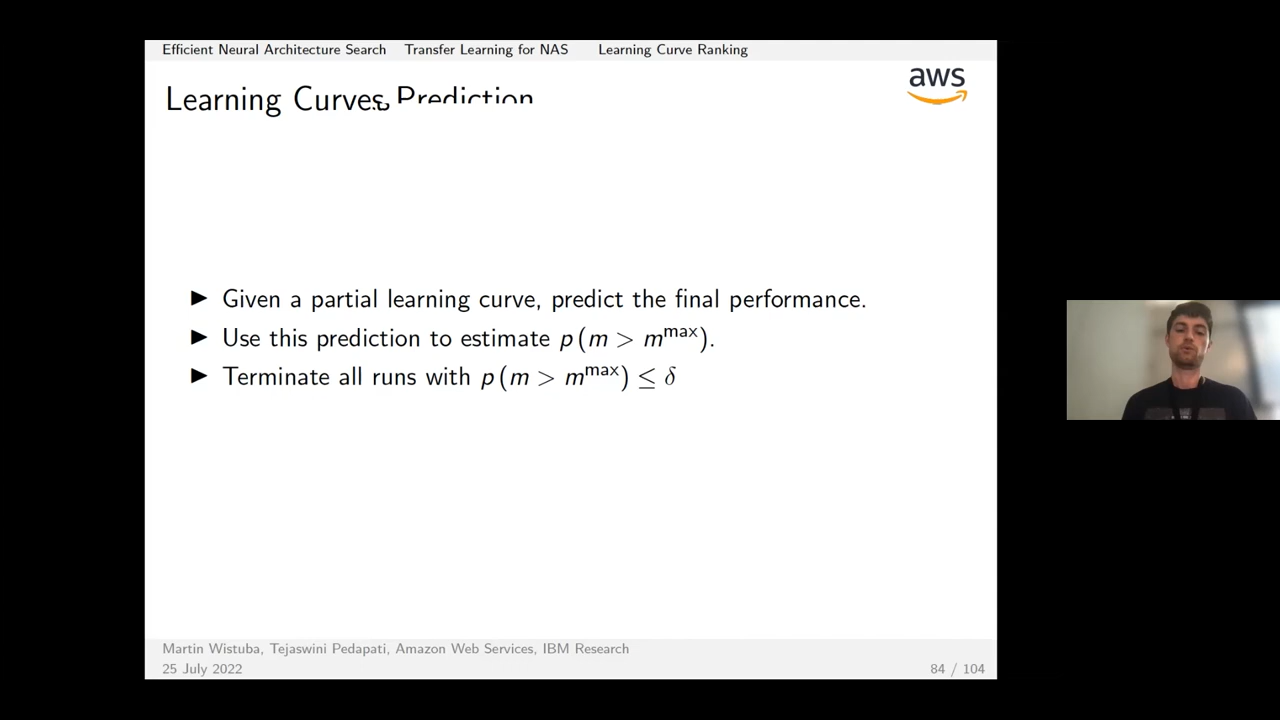 Efficient Neural Architecture Search Transfer Learning for NAS Learning Curve Ranking
aws
Learning Curves Prediction
▶ Given a partial learning curve, predict the final performance.
▶ Use this prediction to estimate p(m > m^max).
▶ Terminate all runs with p(m > m^max) ≤ δ
Martin Wistuba, Tejaswini Pedapati, Amazon Web Services, IBM Research
25 July 2022 84 / 104